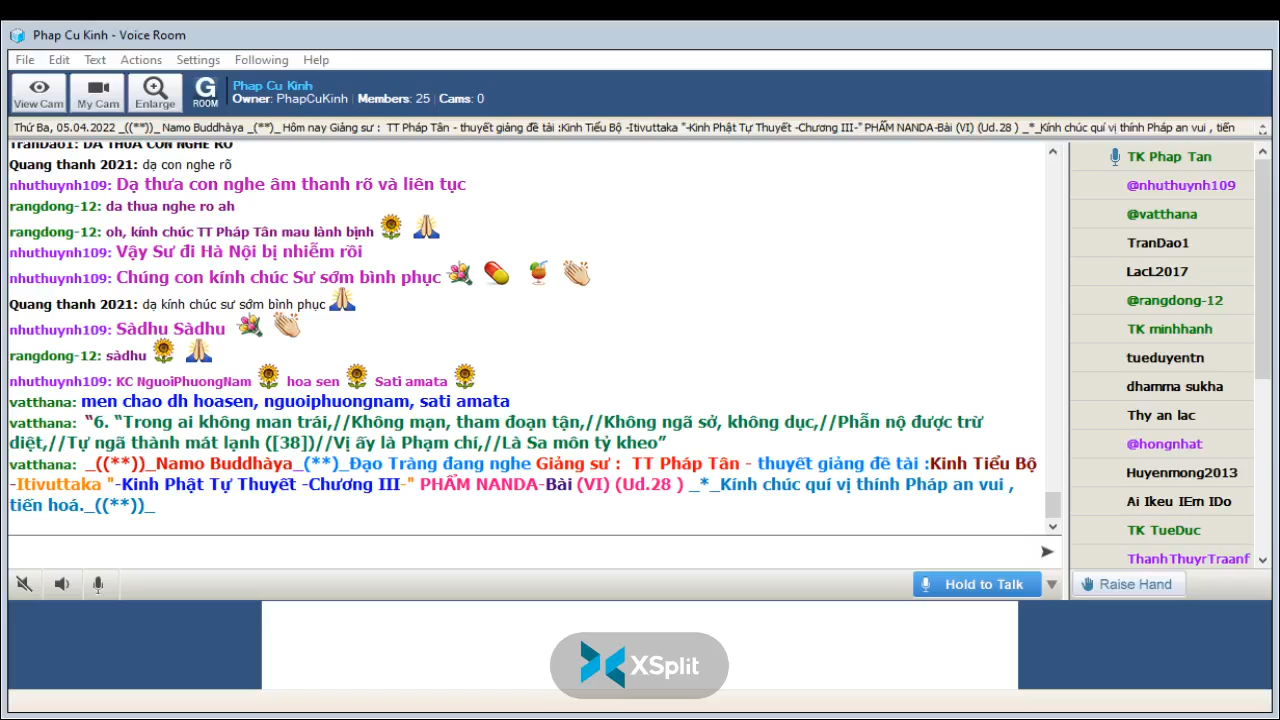 Phap Cu Kinh - Voice Room
File Edit Text Actions Settings Following Help
View Cam My Cam Enlarge G ROOM
Phap Cu Kinh
Owner: PhapCuKinh | Members: 25 | Cams: 0
Thứ Ba, 05.04.2022 _((**))_ Namo Buddhàya _(**)_ Hôm nay Giảng sư : TT Pháp Tân - thuyết giảng đề tài :Kinh Tiểu Bộ -Itivuttaka "-Kinh Phật Tự Thuyết -Chương III-" PHẨM NANDA-Bài (VI) (Ud.28 ) _*_Kính chúc quí vị thính Pháp an vui , tiến
TranDao1: DA THUA CON NGHE RO
Quang thanh 2021: dạ con nghe rõ
nhuthuynh109: Dạ thưa con nghe âm thanh rõ và liên tục
rangdong-12: da thua nghe ro ah
rangdong-12: oh, kính chúc TT Pháp Tân mau lành bịnh
nhuthuynh109: Vậy Sư đi Hà Nội bị nhiễm rồi
nhuthuynh109: Chúng con kính chúc Sư sớm bình phục
Quang thanh 2021: dạ kính chúc sư sớm bình phục
nhuthuynh109: Sàdhu Sàdhu
rangdong-12: sàdhu
nhuthuynh109: KC NguoiPhuongNam hoa sen Sati amata
vatthana: men chao dh hoasen, nguoiphuongnam, sati amata
vatthana: “6. “Trong ai không man trái,//Không mạn, tham đoạn tận,//Không ngã sở, không dục,//Phẫn nộ được trừ
diệt,//Tự ngã thành mát lạnh ([38])//Vị ấy là Phạm chí,//Là Sa môn tỷ kheo”
vatthana: _((**))_Namo Buddhàya_(**)_Đạo Tràng đang nghe Giảng sư : TT Pháp Tân - thuyết giảng đề tài :Kinh Tiểu Bộ
-Itivuttaka "-Kinh Phật Tự Thuyết -Chương III-" PHẨM NANDA-Bài (VI) (Ud.28 ) _*_Kính chúc quí vị thính Pháp an vui ,
tiến hoá._((**))_
TK Phap Tan
@nhuthuynh109
@vatthana
TranDao1
LacL2017
@rangdong-12
TK minhhanh
tueduyentn
dhamma sukha
Thy an lac
@hongnhat
Huyenmong2013
Ai Ikeu IEm IDo
TK TueDuc
ThanhThuyrTraanf
Hold to Talk
Raise Hand
XSplit